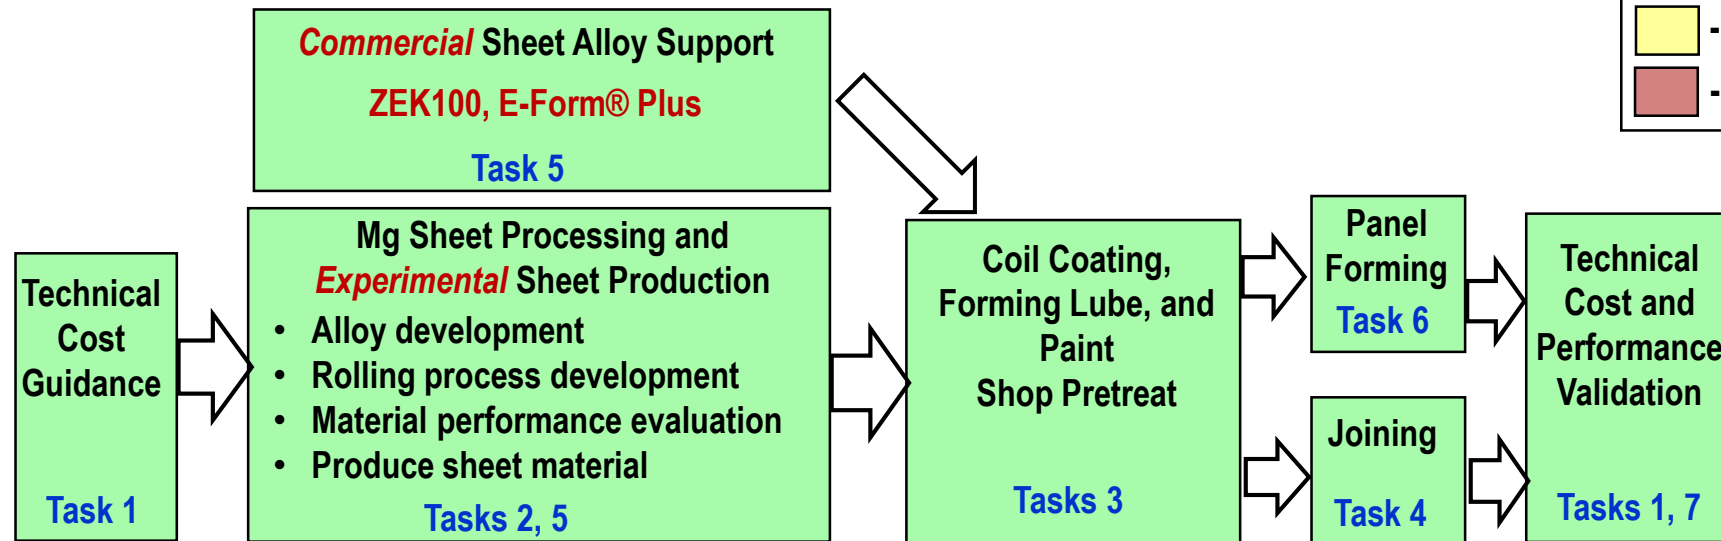 Commercial Sheet Alloy Support
ZEK100, E-Form® Plus
Task 5
-
-
Technical
Cost
Guidance
Task 1
Mg Sheet Processing and
Experimental Sheet Production
• Alloy development
• Rolling process development
• Material performance evaluation
• Produce sheet material
Tasks 2, 5
Coil Coating,
Forming Lube, and
Paint
Shop Pretreat
Tasks 3
Panel
Forming
Task 6
Joining
Task 4
Technical
Cost and
Performance
Validation
Tasks 1, 7